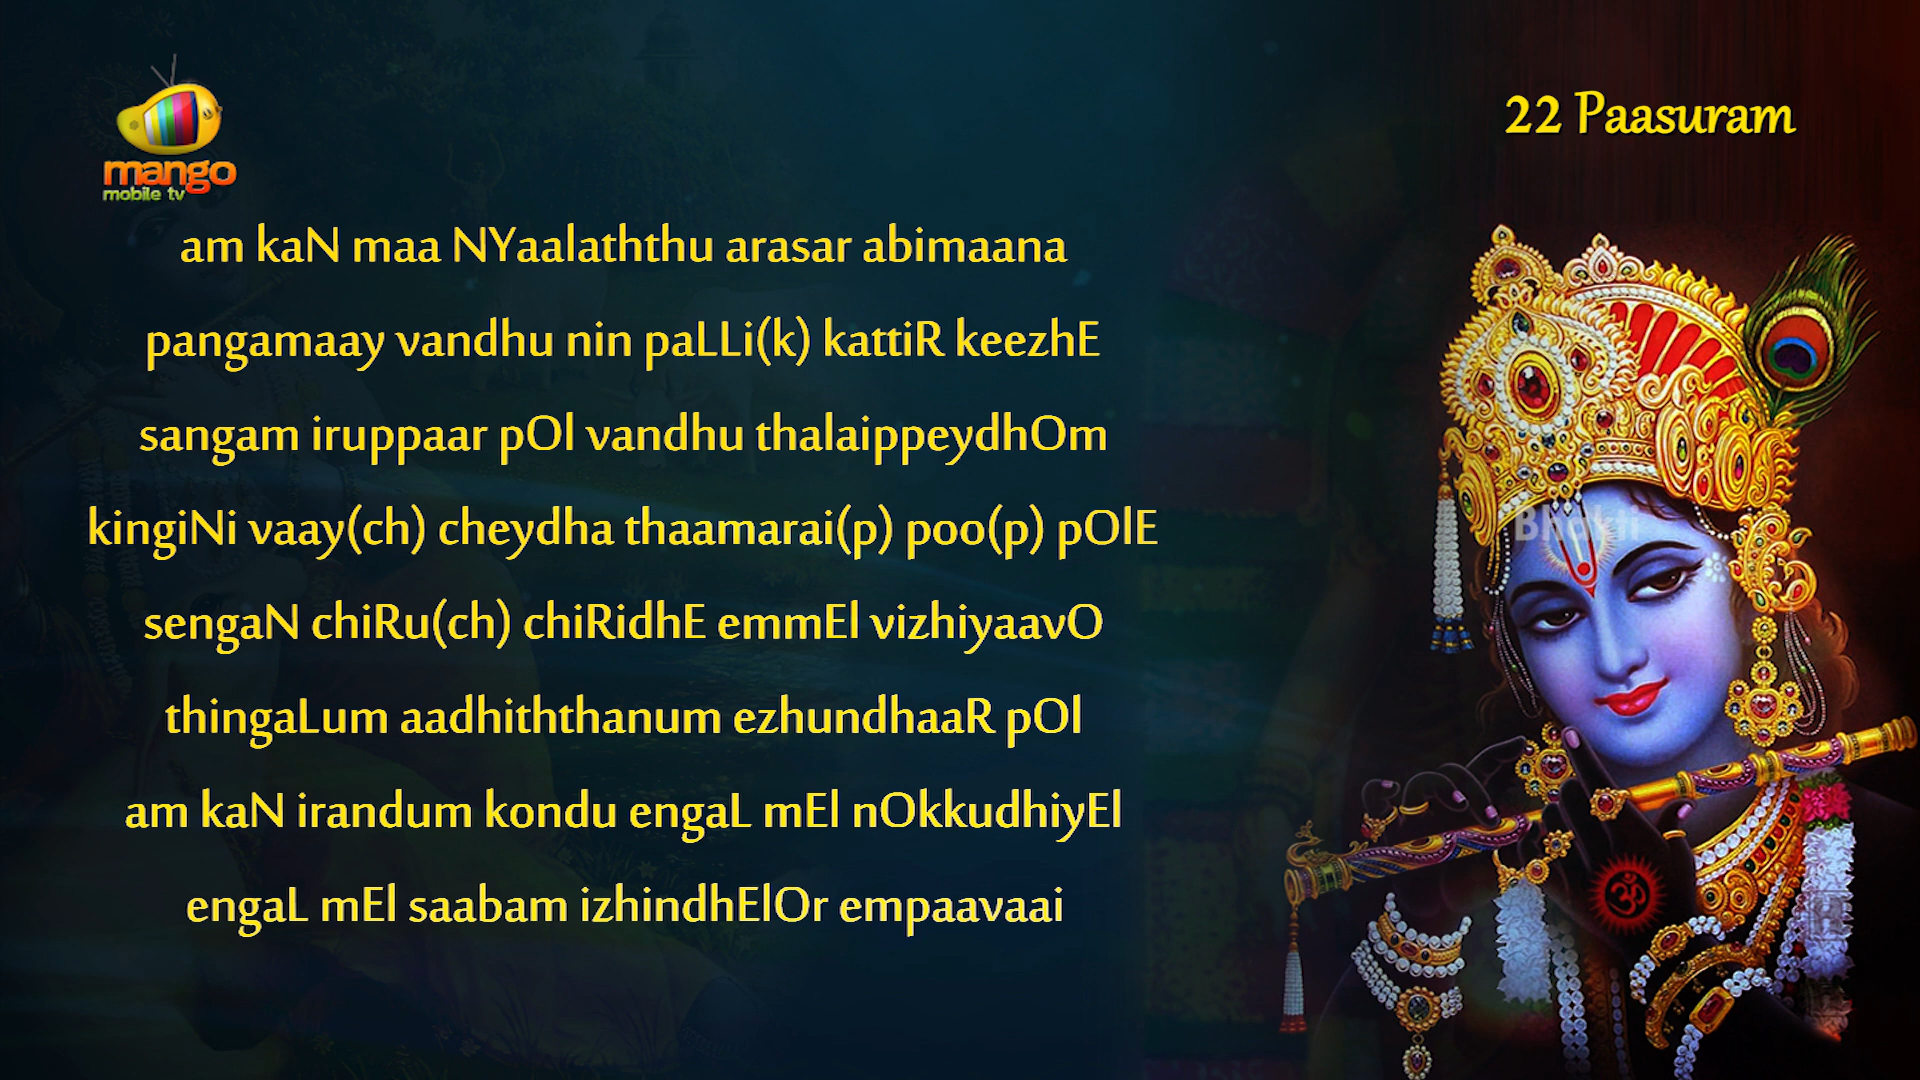 mango
mobile tv
22 Paasuram
am kaN maa NYaalaththu arasar abimaana
pangamaay vandhu nin paLLi(k) kattiR keezhE
sangam iruppaar pOl vandhu thalaippeydhOm
kingiNi vaay(ch) cheydha thaamarai(p) poo(p) pOlE
sengaN chiRu(ch) chiRidhE emmEl vizhiyaavO
thingaLum aadhiththanum ezhundhaaR pOl
am kaN irandum kondu engaL mEl nOkkudhiyEl
engaL mEl saabam izhindhElOr empaavaai
Bhakti
ॐ